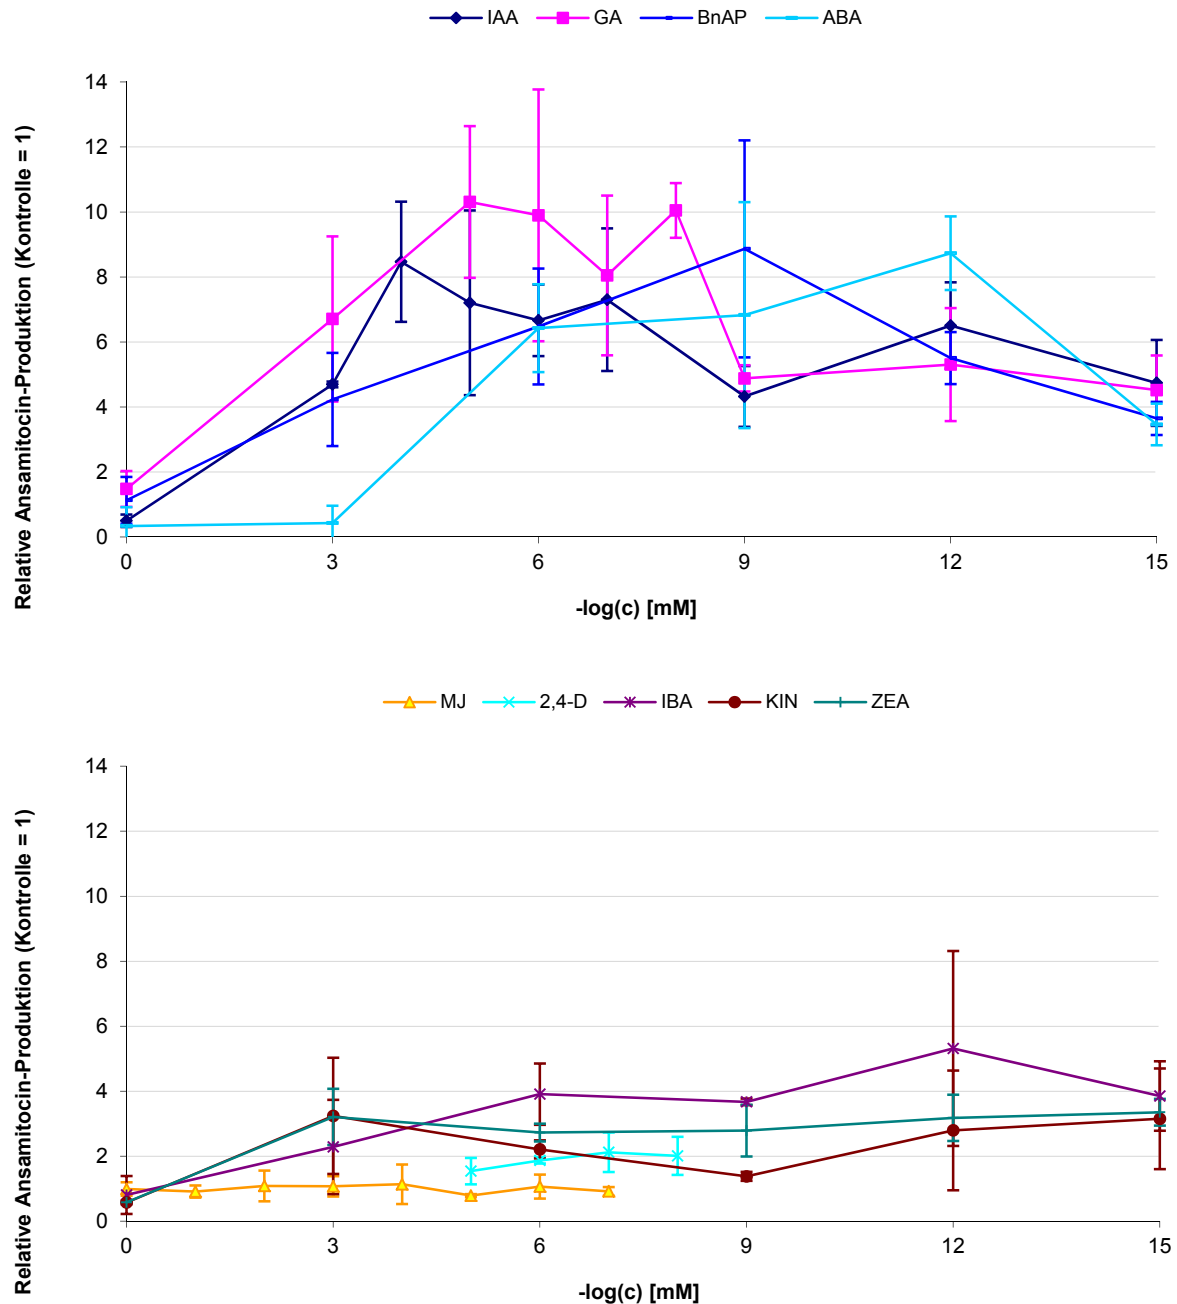 IAA GA BnAP ABA
14
12
10
8
6
4
2
0
0 3 6 9 12 15
Relative Ansamitocin-Produktion (Kontrolle = 1)
-log(c) [mM]
MJ 2,4-D IBA KIN ZEA
14
12
10
8
6
4
2
0
0 3 6 9 12 15
Relative Ansamitocin-Produktion (Kontrolle = 1)
-log(c) [mM]